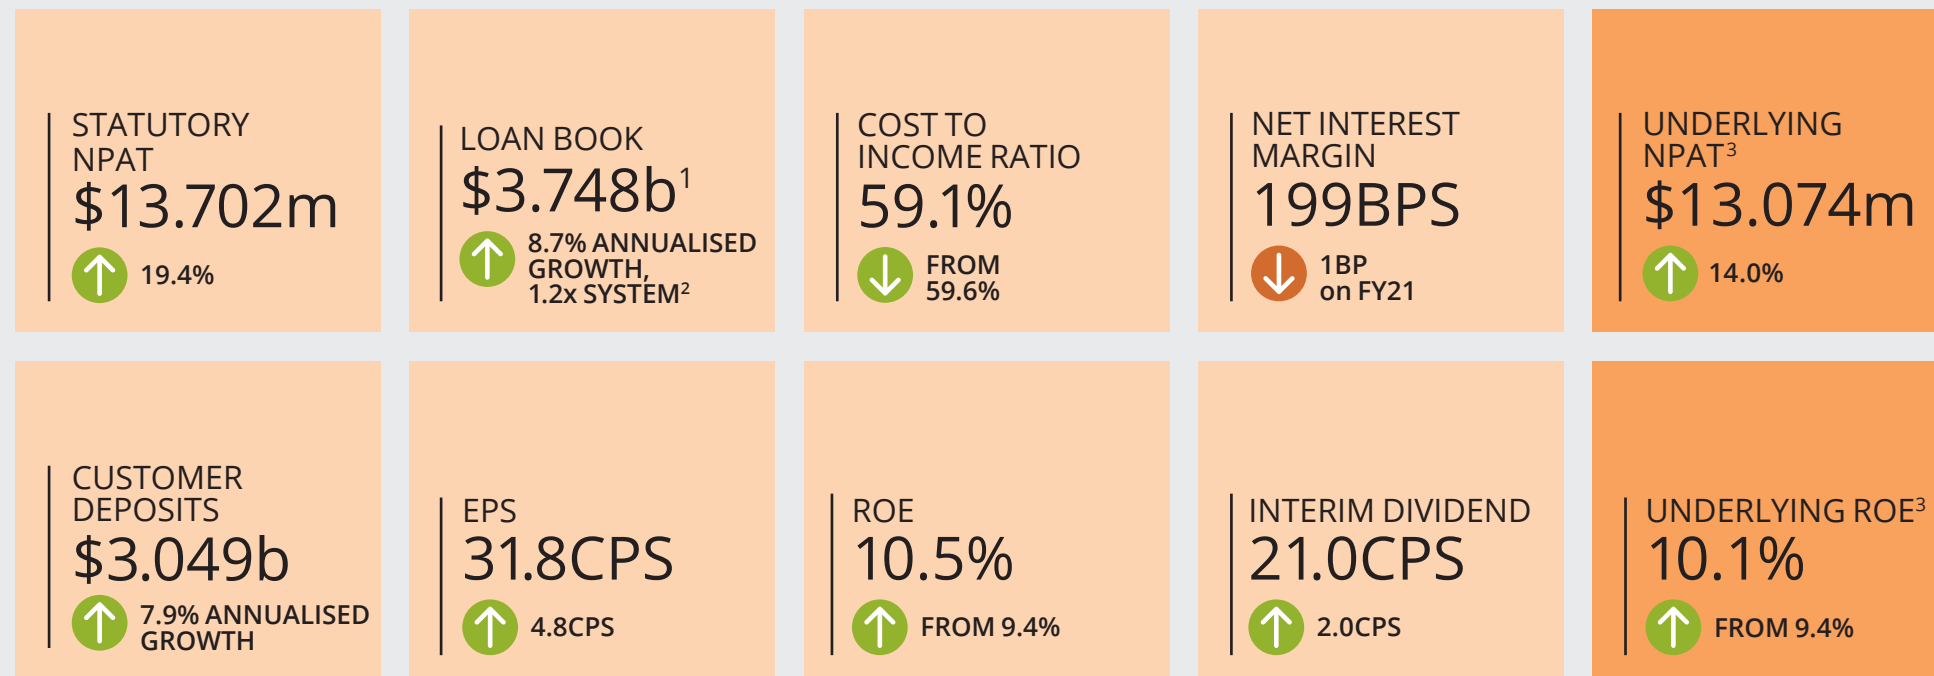 STATUTORY
NPAT
$13.702m
19.4%
LOAN BOOK
$3.748b¹
8.7% ANNUALISED
GROWTH,
1.2x SYSTEM²
COST TO
INCOME RATIO
59.1%
FROM
59.6%
NET INTEREST
MARGIN
199BPS
1BP
on FY21
UNDERLYING
NPAT³
$13.074m
14.0%
CUSTOMER
DEPOSITS
$3.049b
7.9% ANNUALISED
GROWTH
EPS
31.8CPS
4.8CPS
ROE
10.5%
FROM 9.4%
INTERIM DIVIDEND
21.0CPS
2.0CPS
UNDERLYING ROE³
10.1%
FROM 9.4%